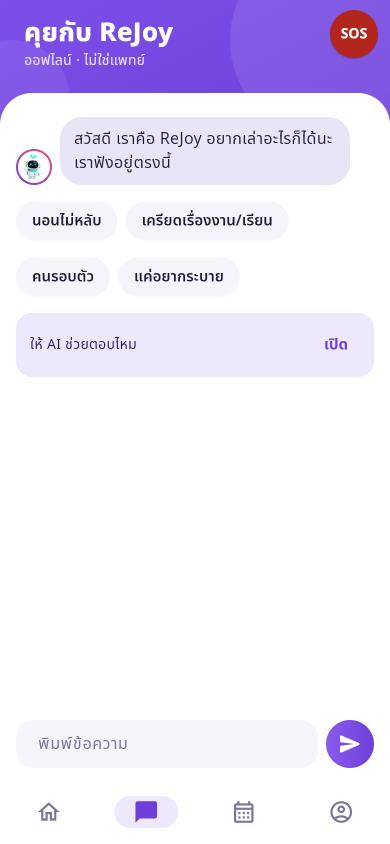 คุยกับ ReJoy
SOS
ออฟไลน์ · ไม่ใช่แพทย์
สวัสดี เราคือ ReJoy อยากเล่าอะไรก็ได้นะ
เราฟังอยู่ตรงนี้
นอนไม่หลับ
เครียดเรื่องงาน/เรียน
คนรอบตัว
แค่อยากระบาย
ให้ AI ช่วยตอบไหม
เปิด
พิมพ์ข้อความ